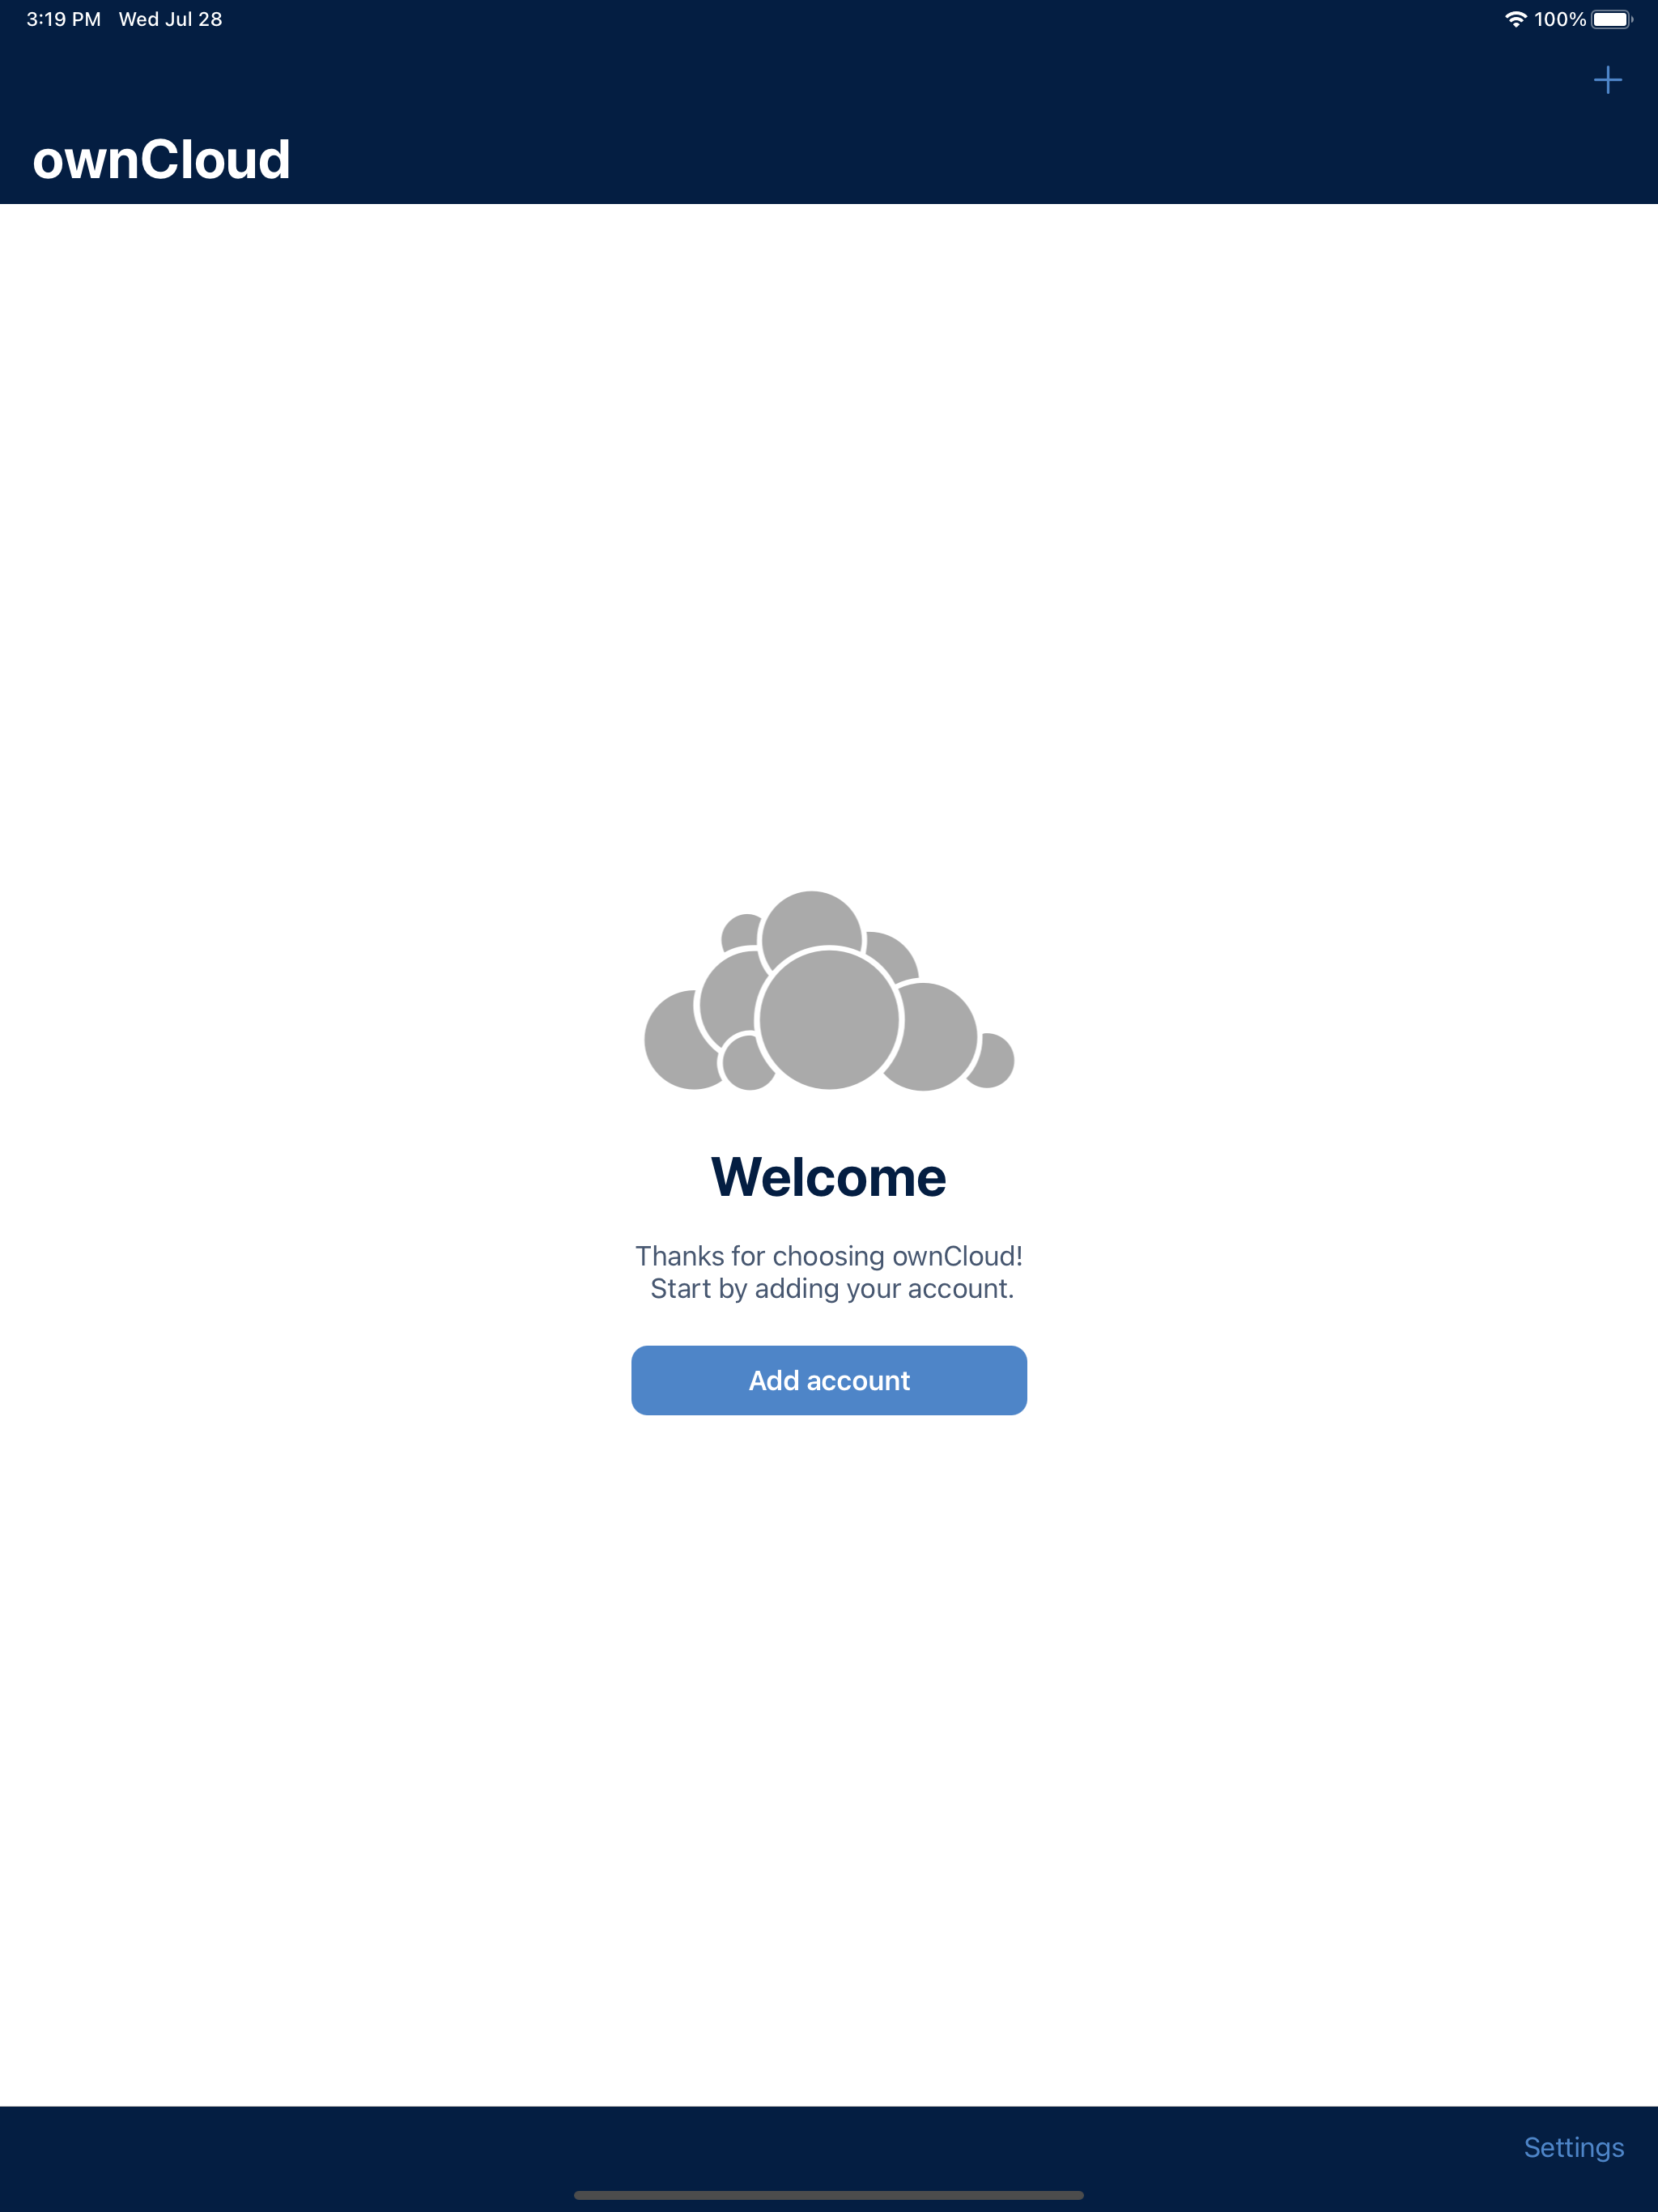 3:19 PM Wed Jul 28
100%
ownCloud
Welcome
Thanks for choosing ownCloud!
Start by adding your account.
Add account
Settings